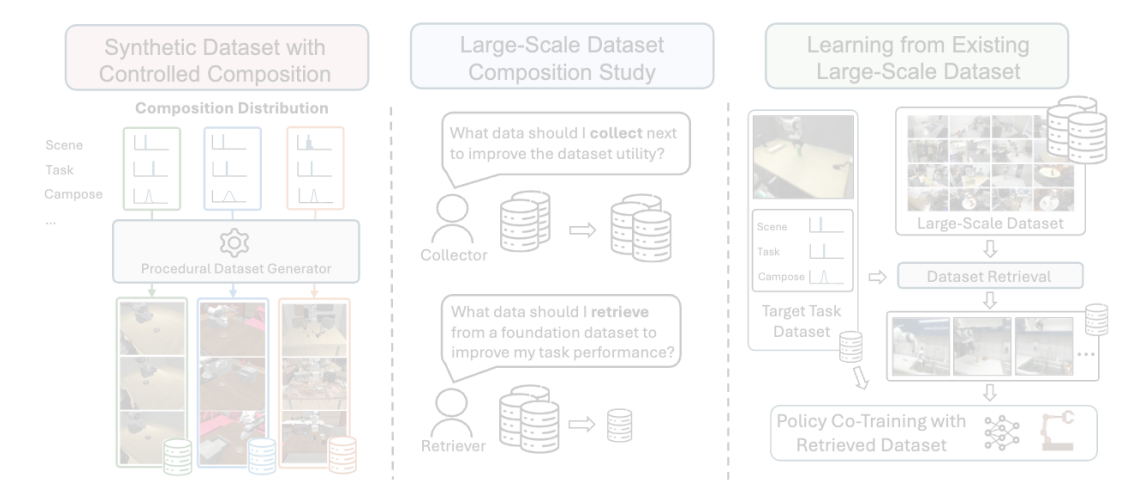 Synthetic Dataset with
Controlled Composition
Composition Distribution
Scene
Task
Campose
...
Procedural Dataset Generator
Large-Scale Dataset
Composition Study
What data should I collect next
to improve the dataset utility?
Collector
What data should I retrieve
from a foundation dataset to
improve my task performance?
Retriever
Learning from Existing
Large-Scale Dataset
Scene
Task
Campose
Target Task
Dataset
Large-Scale Dataset
Dataset Retrieval
...
Policy Co-Training with
Retrieved Dataset